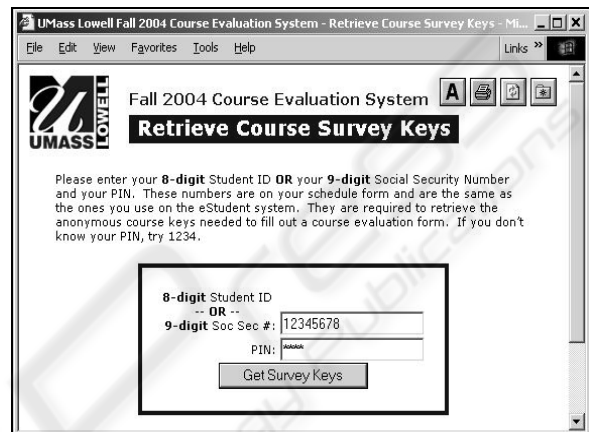 UMass Lowell Fall 2004 Course Evaluation System - Retrieve Course Survey Keys - Mi...
File Edit View Favorites Tools Help Links »
UMASS LOWELL
Fall 2004 Course Evaluation System A
Retrieve Course Survey Keys
Please enter your 8-digit Student ID OR your 9-digit Social Security Number
and your PIN. These numbers are on your schedule form and are the same as
the ones you use on the eStudent system. They are required to retrieve the
anonymous course keys needed to fill out a course evaluation form. If you don't
know your PIN, try 1234.
8-digit Student ID
-- OR --
9-digit Soc Sec #: 12345678
PIN: ****
Get Survey Keys